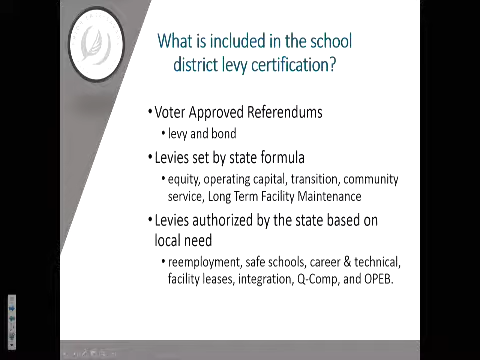 What is included in the school
district levy certification?
•Voter Approved Referendums
• levy and bond
•Levies set by state formula
• equity, operating capital, transition, community
service, Long Term Facility Maintenance
•Levies authorized by the state based on
local need
• reemployment, safe schools, career & technical,
facility leases, integration, Q-Comp, and OPEB.